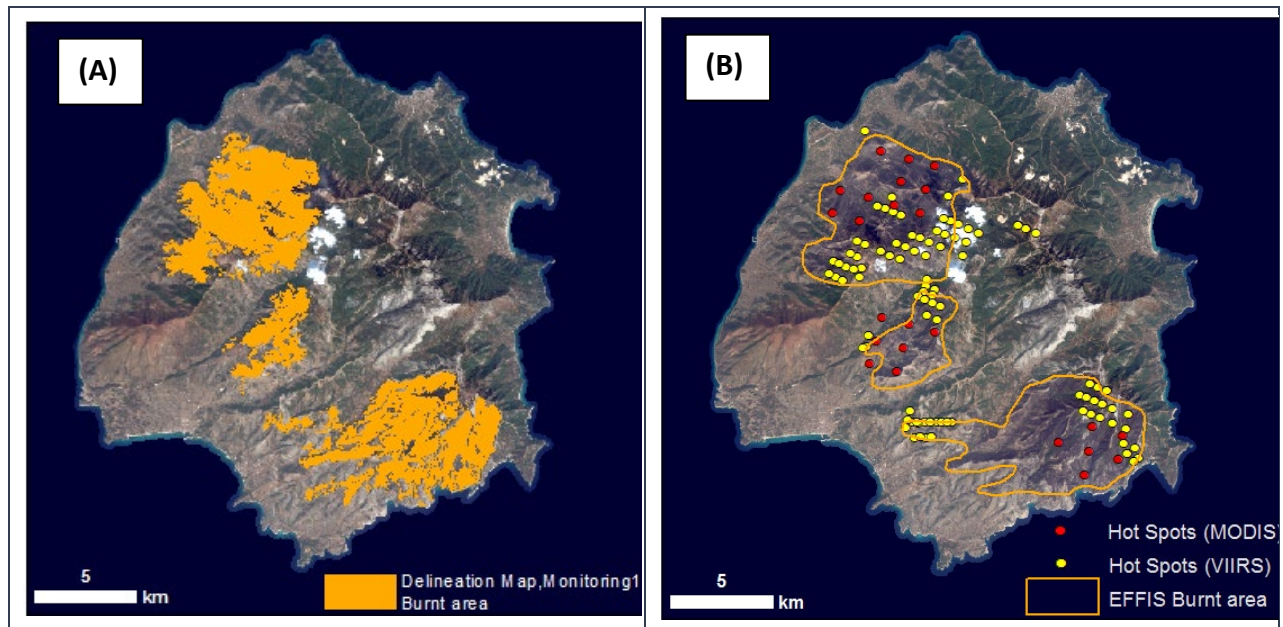 (A)
5
km
Delineation Map,Monitoring1
Burnt area
(B)
Hot Spots (MODIS)
Hot Spots (VIIRS)
5
km
EFFIS Burnt area